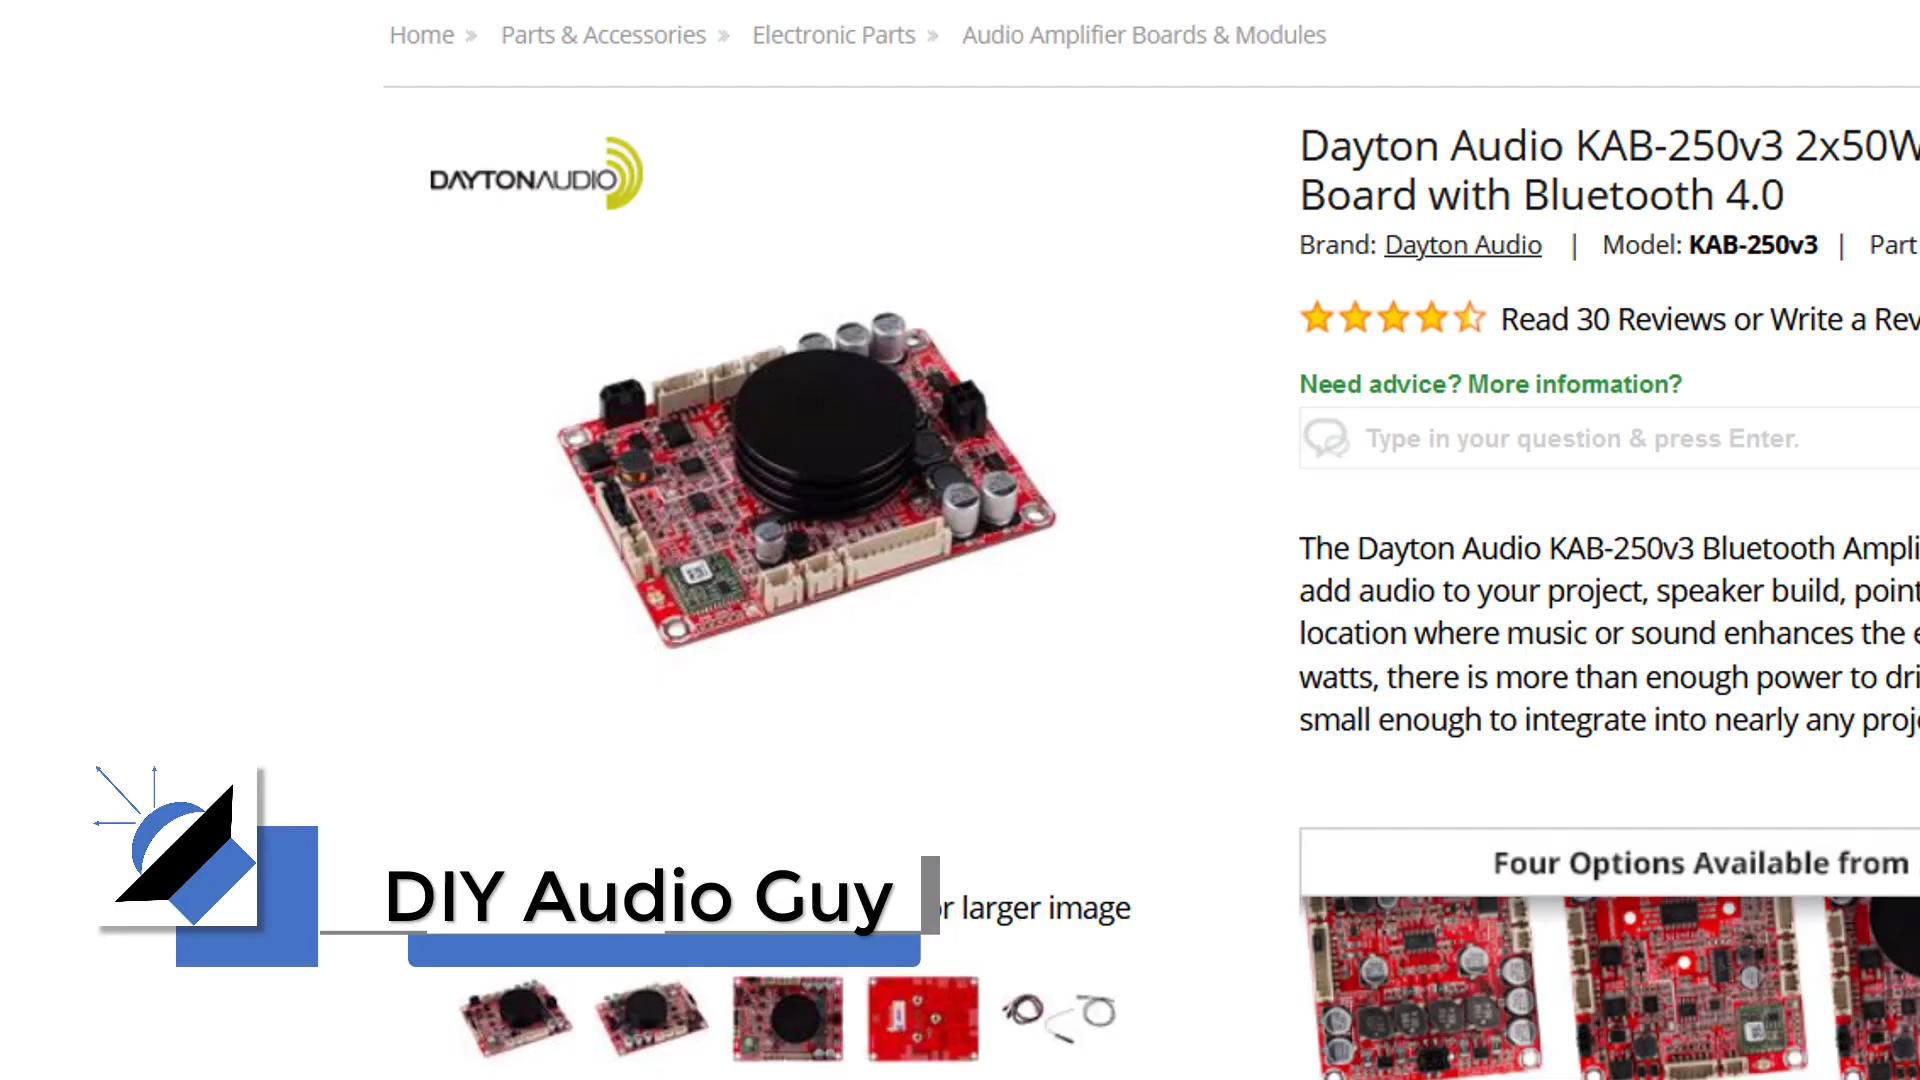 Home » Parts & Accessories » Electronic Parts » Audio Amplifier Boards & Modules
DAYTON AUDIO
Dayton Audio KAB-250v3 2x50W
Board with Bluetooth 4.0
Brand: Dayton Audio | Model: KAB-250v3 | Part
Read 30 Reviews or Write a Rev
Need advice? More information?
Type in your question & press Enter.
The Dayton Audio KAB-250v3 Bluetooth Ampli
add audio to your project, speaker build, point
location where music or sound enhances the e
watts, there is more than enough power to dri
small enough to integrate into nearly any proj
Four Options Available from
DIY Audio Guy
or larger image